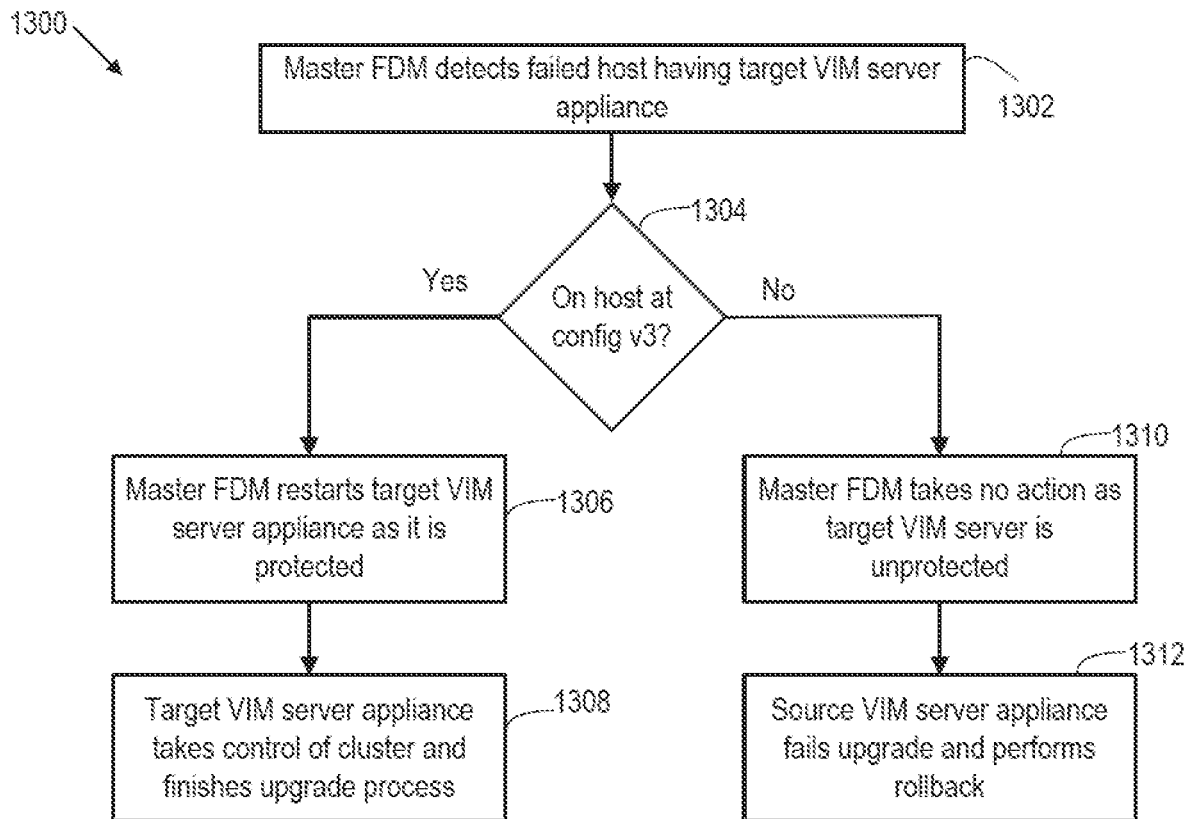 1300
Master FDM detects failed host having target VIM server
appliance
1302
1304
Yes
No
On host at
config v3?
Master FDM restarts target VIM
server appliance as it is
protected
1306
1310
Master FDM takes no action as
target VIM server is
unprotected
Target VIM server appliance
takes control of cluster and
finishes upgrade process
1308
1312
Source VIM server appliance
fails upgrade and performs
rollback